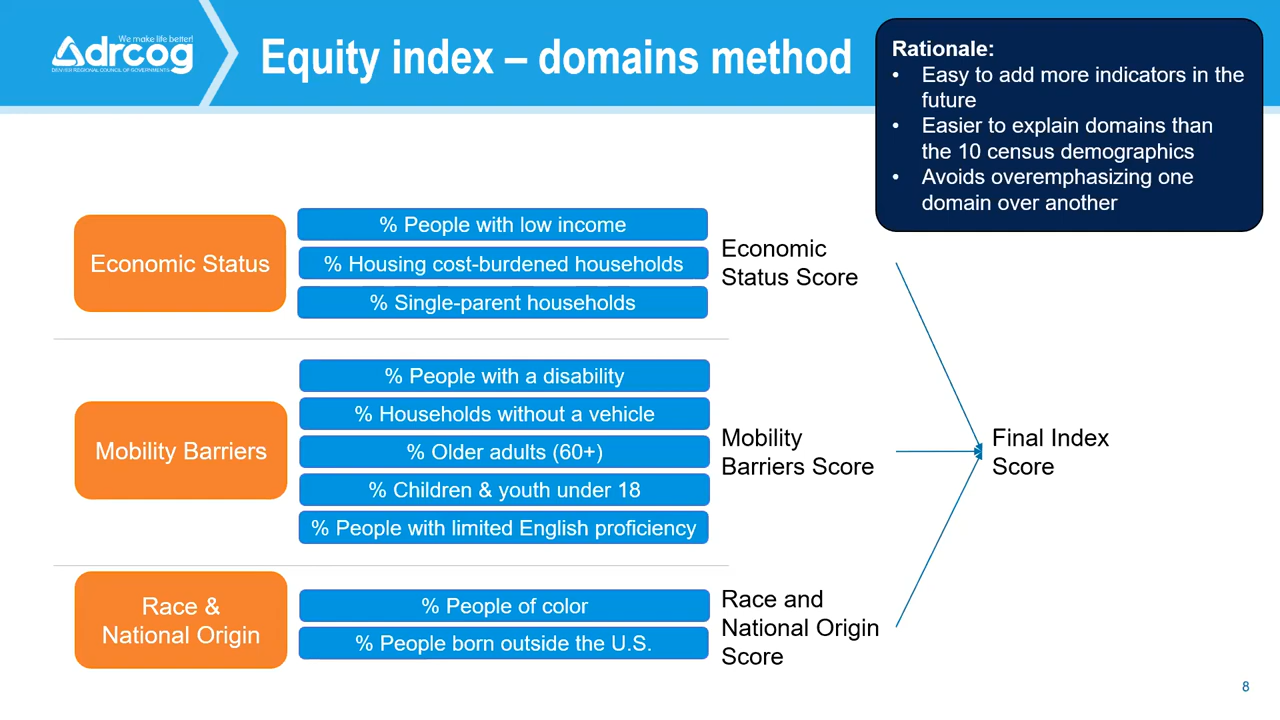 We make life better!
drcog
DENVER REGIONAL COUNCIL OF GOVERNMENTS
Equity index – domains method
Rationale:
• Easy to add more indicators in the
future
• Easier to explain domains than
the 10 census demographics
• Avoids overemphasizing one
domain over another
Economic Status
% People with low income
% Housing cost-burdened households
% Single-parent households
Economic
Status Score
Mobility Barriers
% People with a disability
% Households without a vehicle
% Older adults (60+)
% Children & youth under 18
% People with limited English proficiency
Mobility
Barriers Score
Final Index
Score
Race &
National Origin
% People of color
% People born outside the U.S.
Race and
National Origin
Score
8